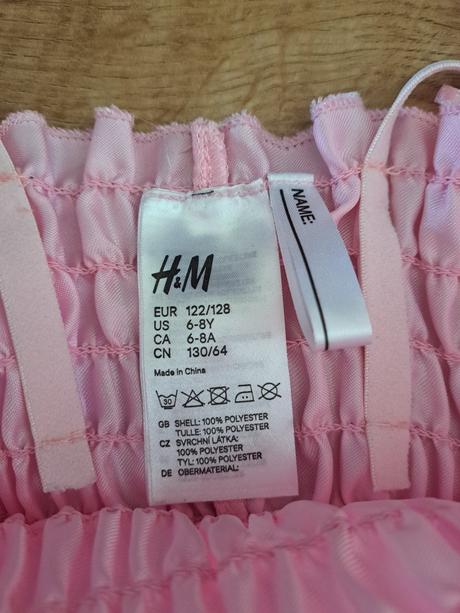 H&M
EUR 122/128
US 6-8Y
CA 6-8A
CN 130/64
Made in China
30
GB SHELL: 100% POLYESTER
TULLE: 100% POLYESTER
CZ SVRCHNÍ LÁTKA:
100% POLYESTER
TYL: 100% POLYESTER
DE OBERMATERIAL:
NAME: